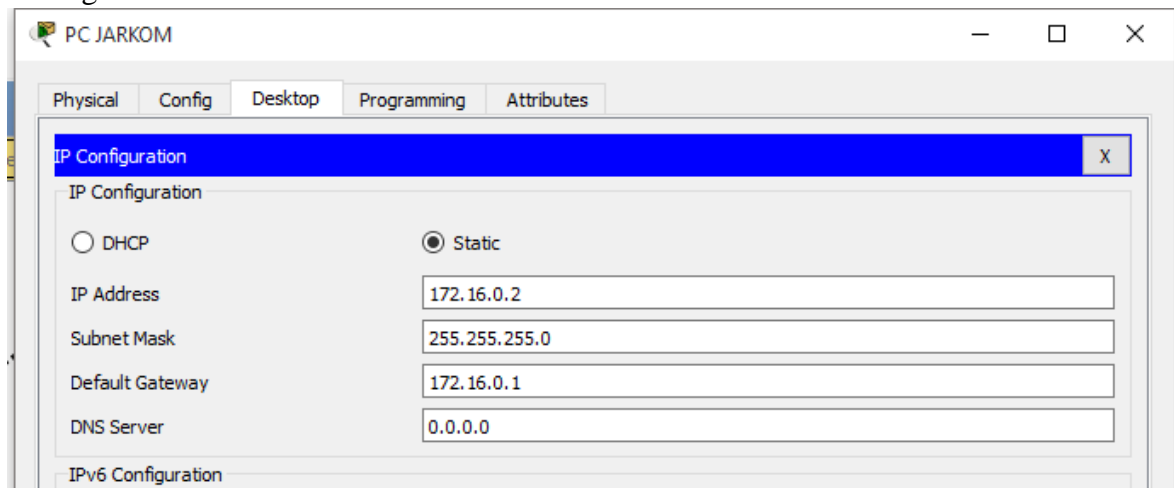 PC JARKOM
Physical Config Desktop Programming Attributes
IP Configuration X
IP Configuration
DHCP Static
IP Address 172.16.0.2
Subnet Mask 255.255.255.0
Default Gateway 172.16.0.1
DNS Server 0.0.0.0
IPv6 Configuration